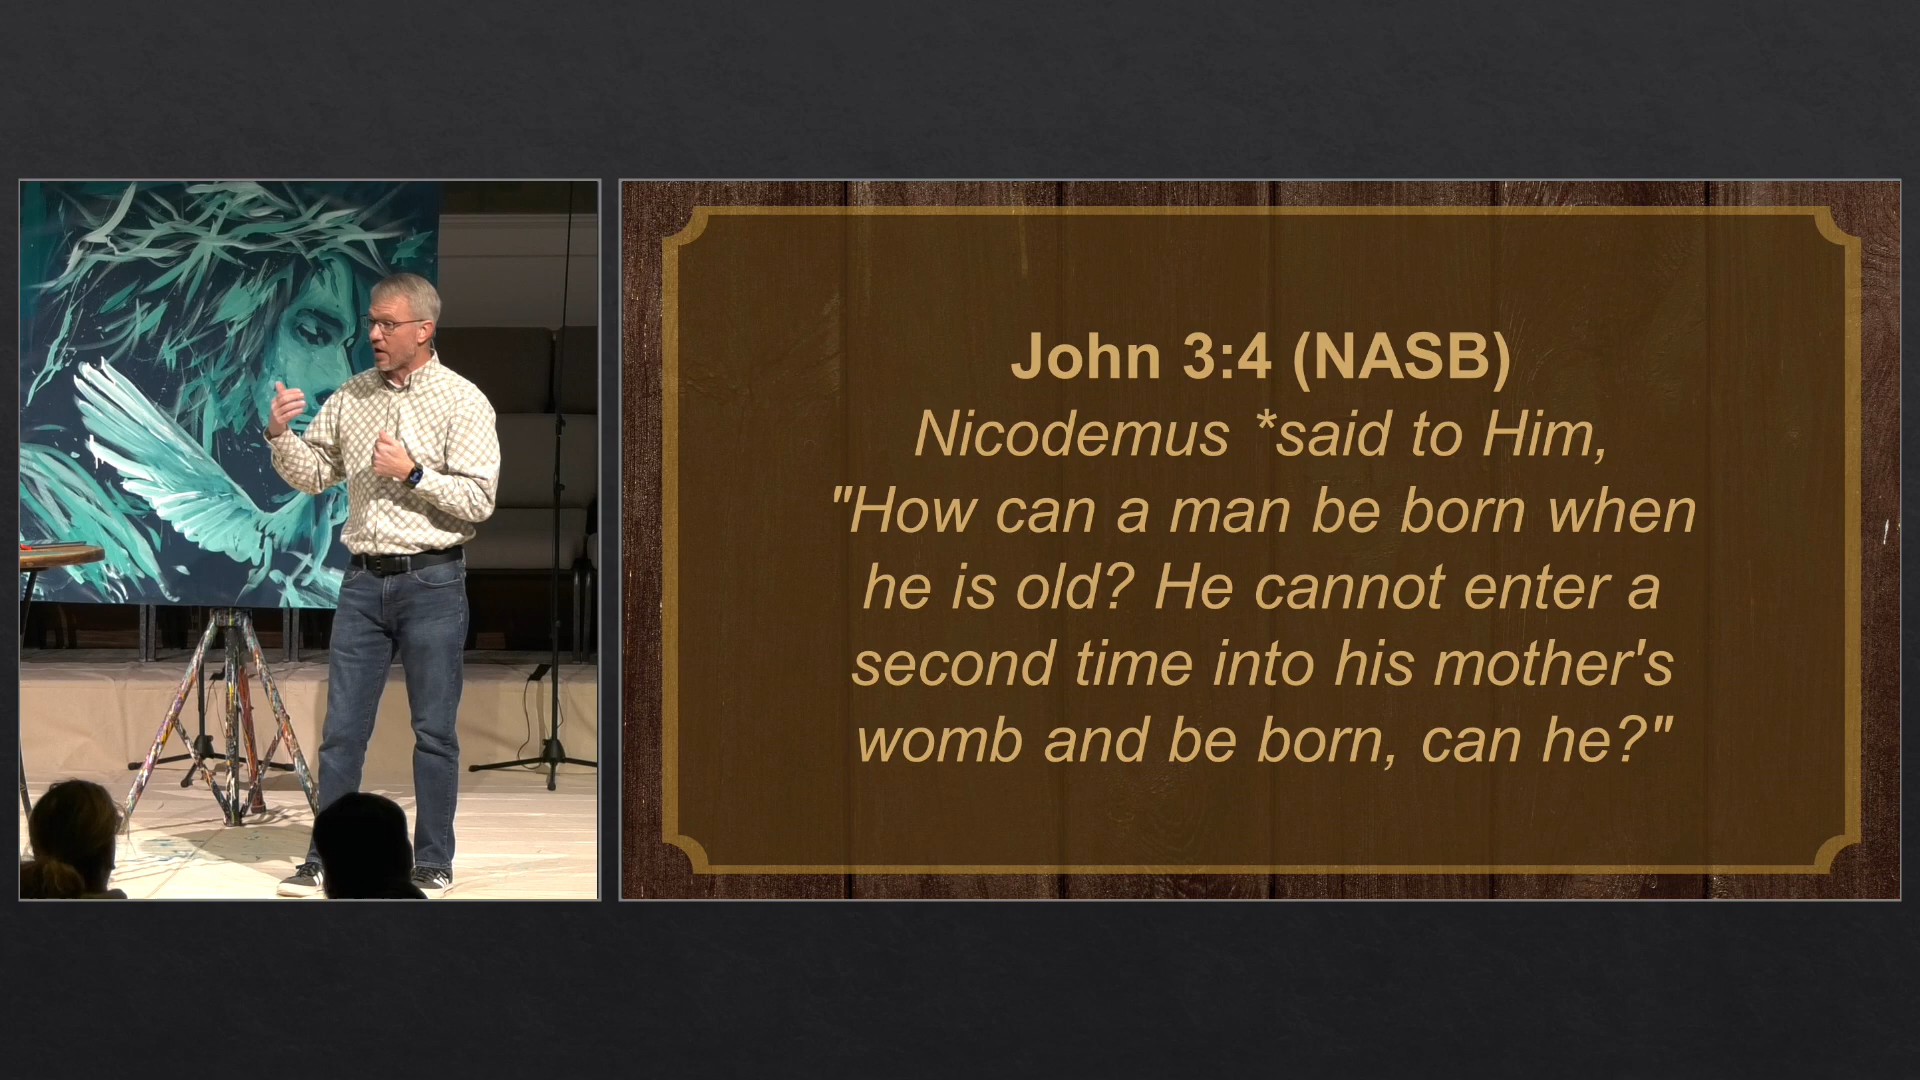 John 3:4 (NASB)
Nicodemus *said to Him,
"How can a man be born when
he is old? He cannot enter a
second time into his mother's
womb and be born, can he?"